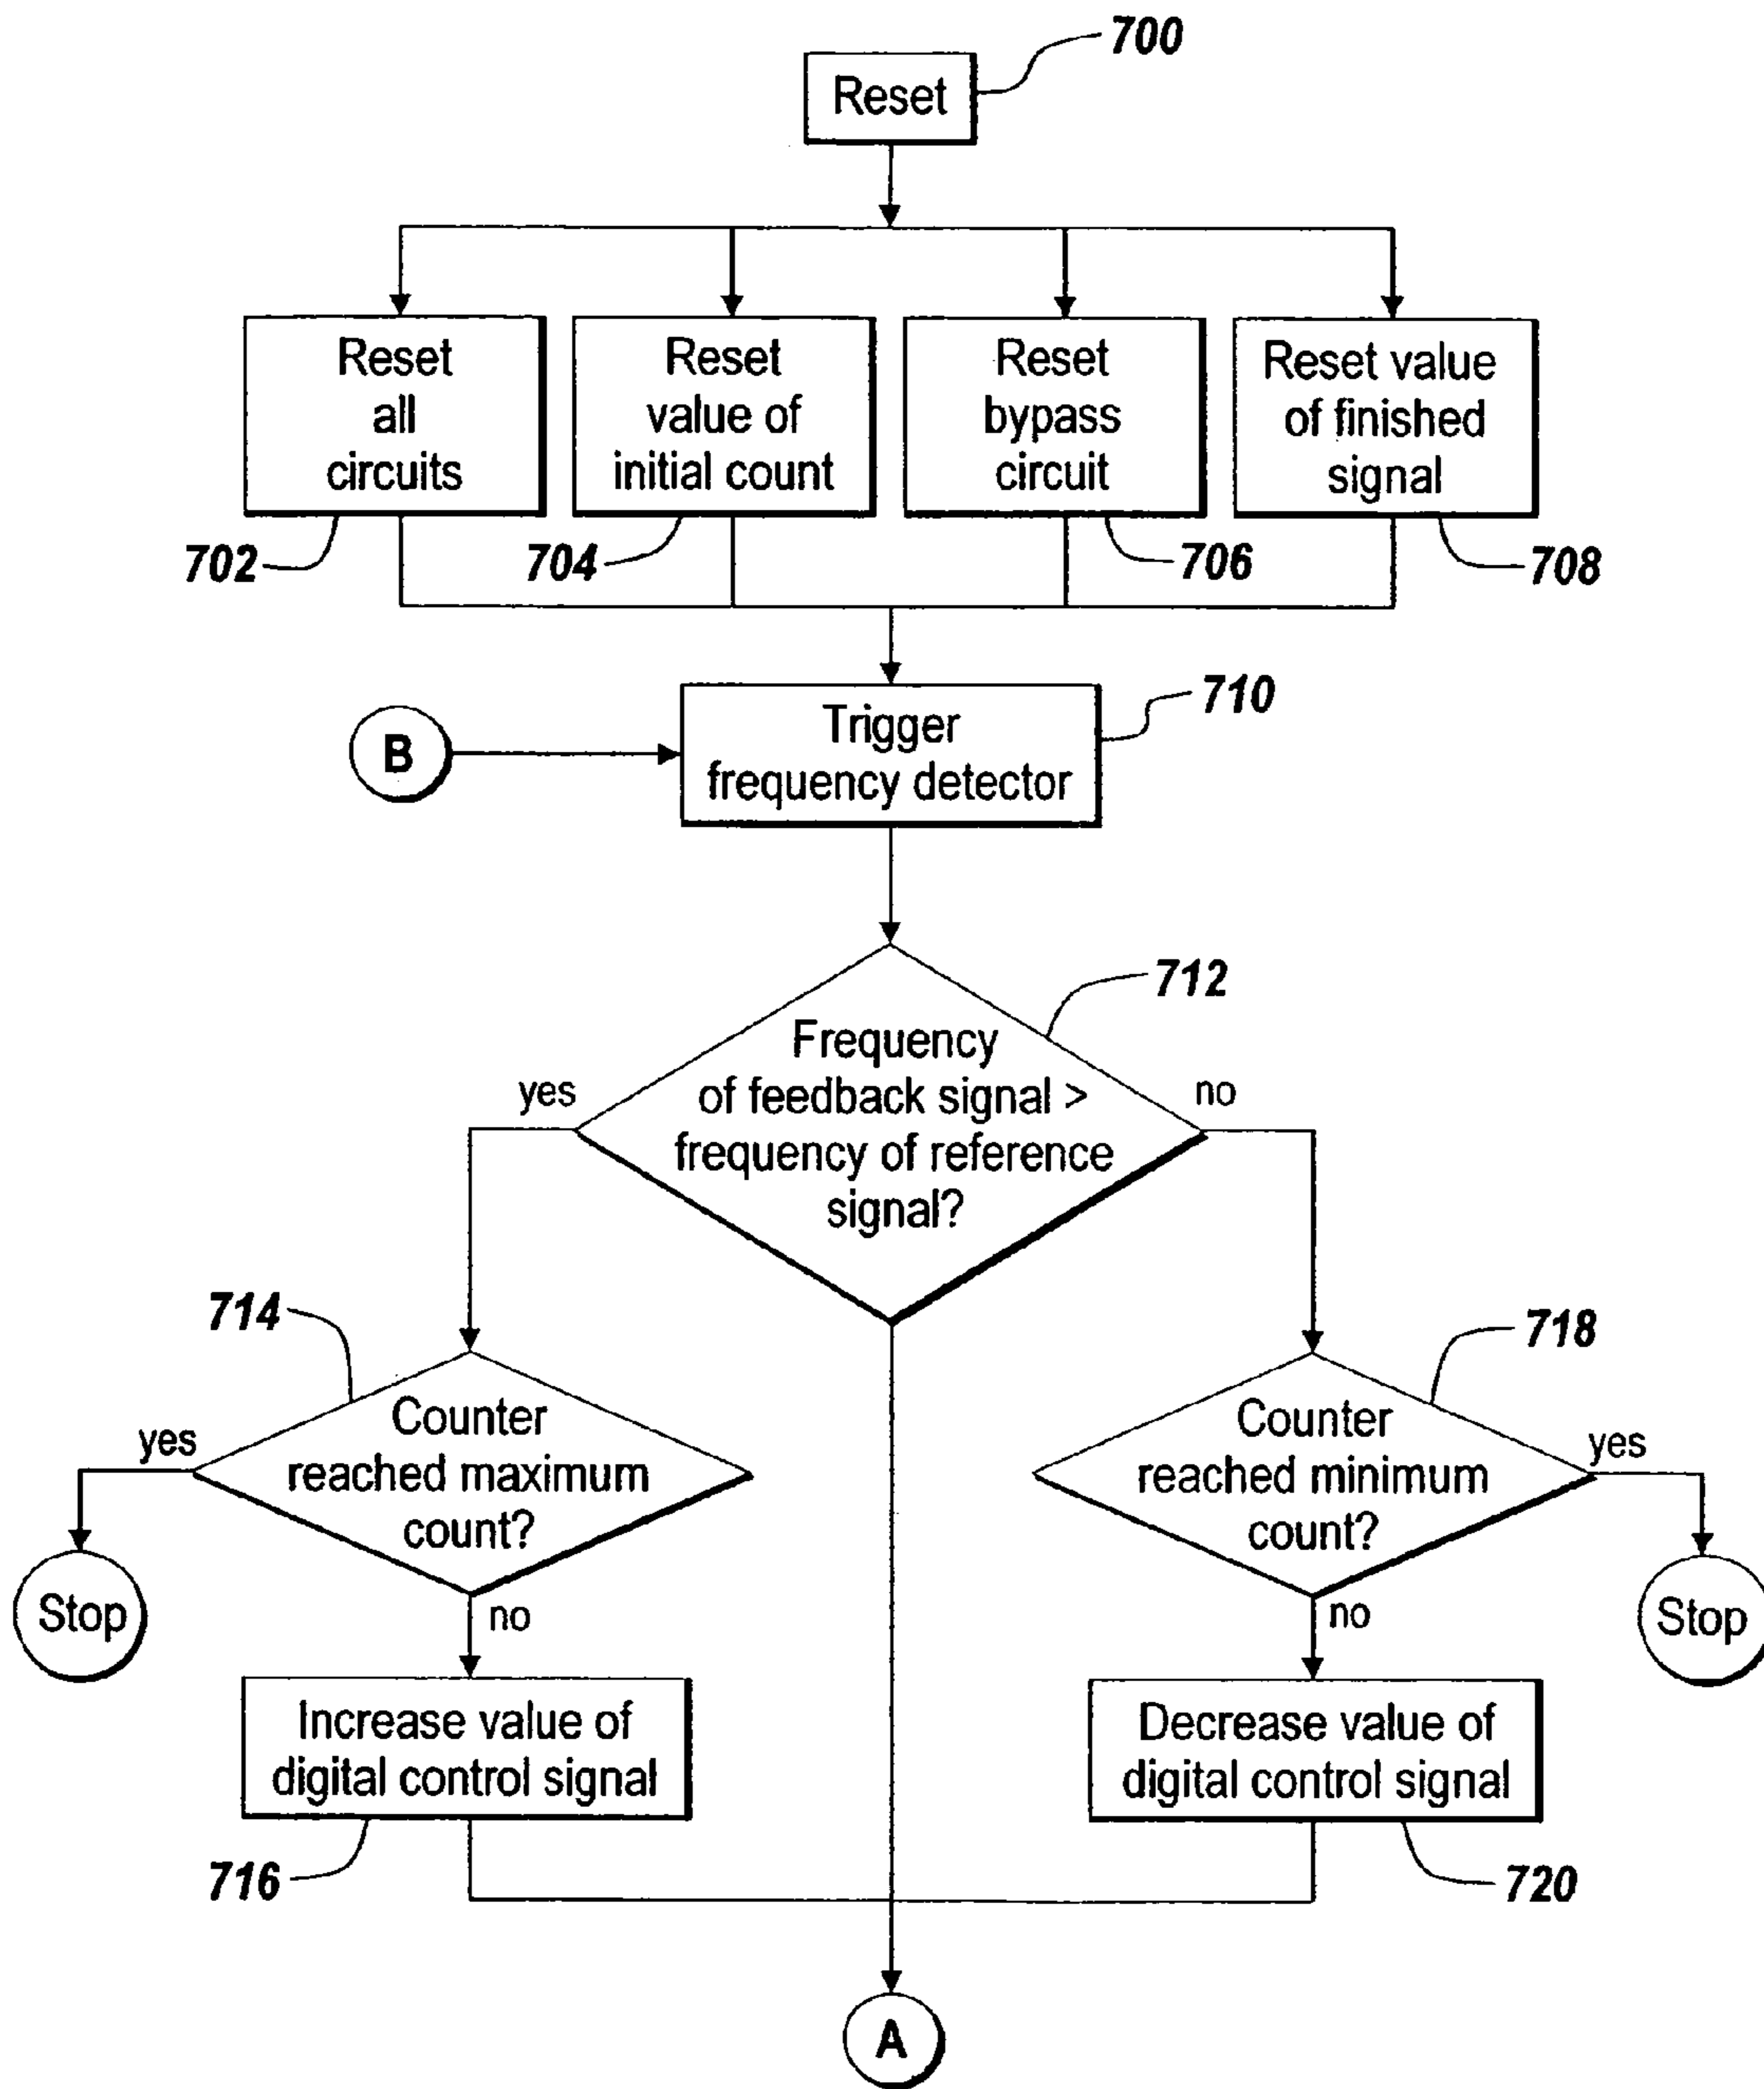 700
Reset
Reset
all
circuits
Reset
value of
initial count
Reset
bypass
circuit
Reset value
of finished
signal
702
704
706
708
710
B
Trigger
frequency detector
712
Frequency
of feedback signal >
frequency of reference
signal?
yes
no
714
718
Counter
reached maximum
count?
yes
Counter
reached minimum
count?
yes
Stop
no
no
Stop
Increase value of
digital control signal
Decrease value of
digital control signal
716
720
A